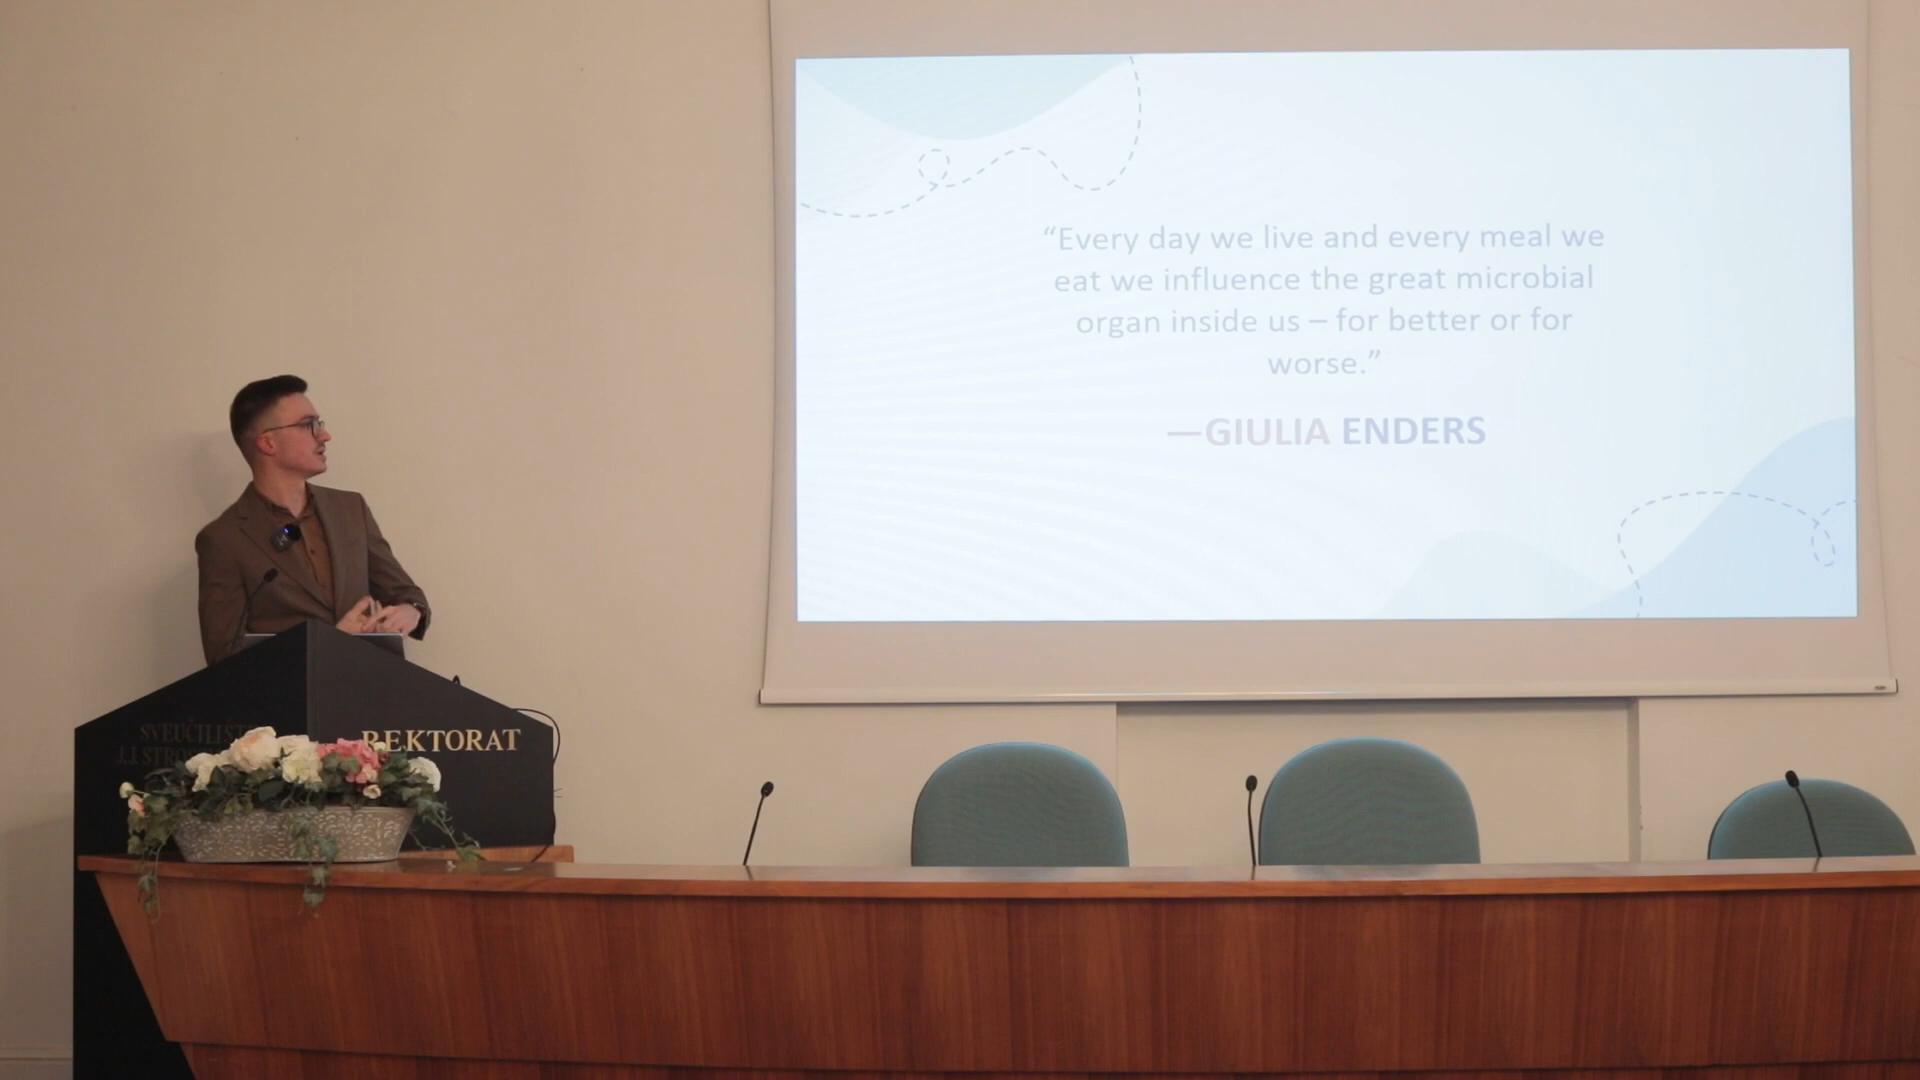 “Every day we live and every meal we
eat we influence the great microbial
organ inside us – for better or for
worse.”
—GIULIA ENDERS
REKTORAT